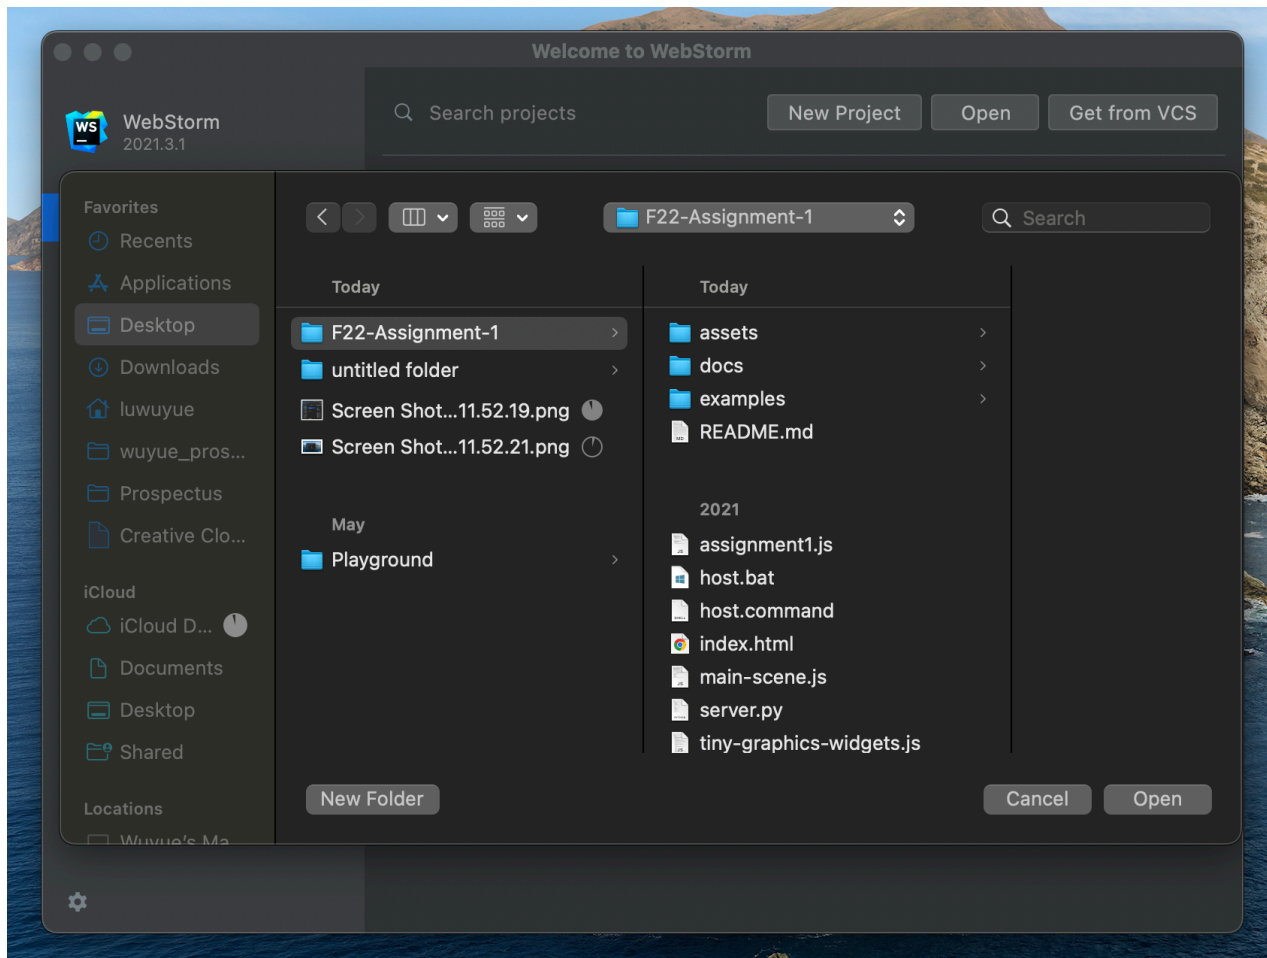 Welcome to WebStorm
WS
WebStorm
2021.3.1
Search projects
New Project
Open
Get from VCS
Favorites
Recents
Applications
Desktop
Downloads
luwuyue
wuyue_pros...
Prospectus
Creative Clo...
iCloud
iCloud D...
Documents
Desktop
Shared
Locations
Wuyue's Ma
F22-Assignment-1
Search
Today
F22-Assignment-1
untitled folder
Screen Shot...11.52.19.png
Screen Shot...11.52.21.png
May
Playground
Today
assets
docs
examples
README.md
2021
assignment1.js
host.bat
host.command
index.html
main-scene.js
server.py
tiny-graphics-widgets.js
New Folder
Cancel
Open